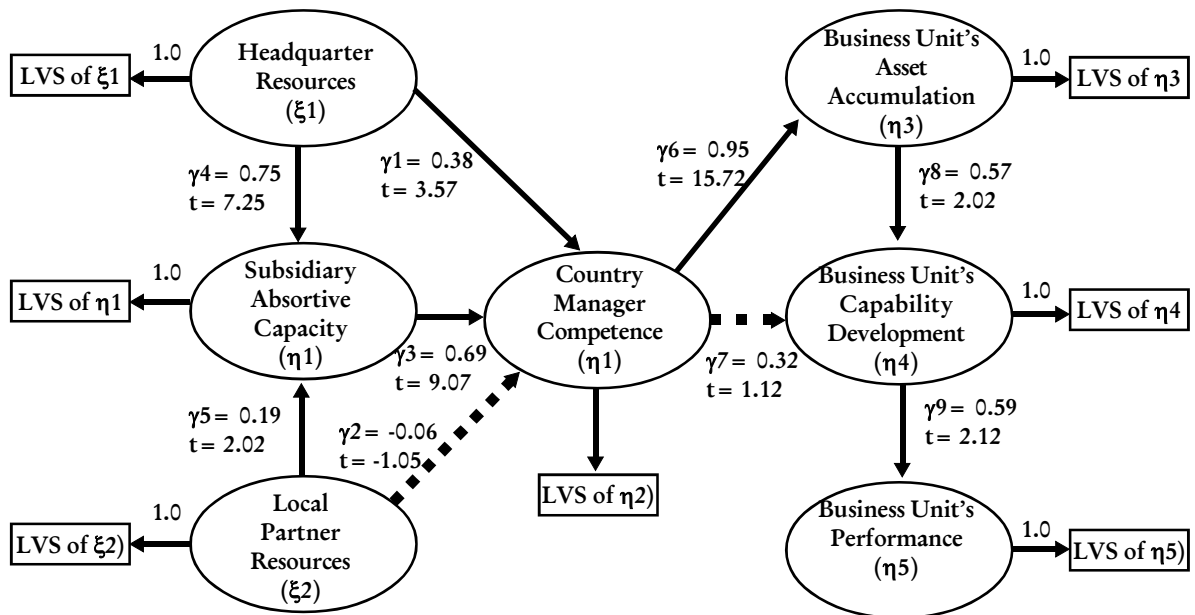 Headquarter
Resources
(ξ1)
1.0
LVS of ξ1
Business Unit's
Asset
Accumulation
(η3)
1.0
LVS of η3
γ4= 0.75
t= 7.25
γ1= 0.38
t= 3.57
γ6= 0.95
t= 15.72
γ8= 0.57
t= 2.02
1.0
LVS of η1
Subsidiary
Absortive
Capacity
(η1)
Country
Manager
Competence
(η1)
Business Unit's
Capability
Development
(η4)
1.0
LVS of η4
γ3= 0.69
t= 9.07
γ7= 0.32
t= 1.12
γ5= 0.19
t= 2.02
γ2= -0.06
t= -1.05
γ9= 0.59
t= 2.12
LVS of η2)
1.0
LVS of ξ2)
Local
Partner
Resources
(ξ2)
Business Unit's
Performance
(η5)
1.0
LVS of η5)